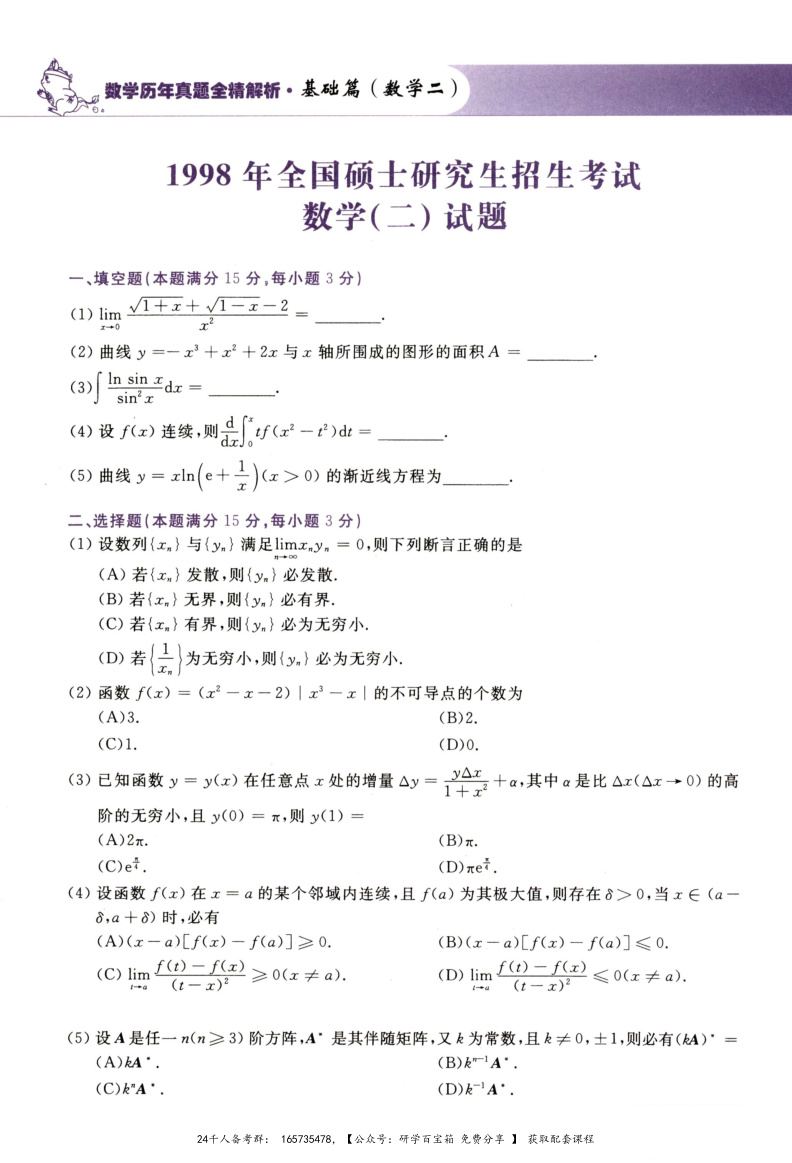 数学历年真题全精解析·基础篇(数学二)
1998 年全国硕士研究生招生考试
数学(二)试题
一、填空题(本题满分 15 分,每小题 3 分)
(1) lim_{x→0} (√(1+x) + √(1−x) − 2)/x² = ______.
(2) 曲线 y = −x³ + x² + 2x 与 x 轴所围成的图形的面积 A = ______.
(3) ∫ (ln sin x)/(sin² x) dx = ______.
(4) 设 f(x) 连续,则 d/dx ∫₀ˣ tf(x² − t²)dt = ______.
(5) 曲线 y = xln(e + 1/x)(x > 0) 的渐近线方程为______.
二、选择题(本题满分 15 分,每小题 3 分)
(1) 设数列{xₙ}与{yₙ}满足lim_{n→∞} xₙyₙ = 0,则下列断言正确的是
(A) 若{xₙ}发散,则{yₙ}必发散.
(B) 若{xₙ}无界,则{yₙ}必有界.
(C) 若{xₙ}有界,则{yₙ}必为无穷小.
(D) 若{1/xₙ}为无穷小,则{yₙ}必为无穷小.
(2) 函数 f(x) = (x² − x − 2) | x³ − x | 的不可导点的个数为
(A)3. (B)2.
(C)1. (D)0.
(3) 已知函数 y = y(x) 在任意点 x 处的增量 Δy = yΔx/(1 + x²) + α,其中 α 是比 Δx(Δx → 0) 的高
阶的无穷小,且 y(0) = π,则 y(1) =
(A)2π. (B)π.
(C)e^{π/4}. (D)πe^{π/4}.
(4) 设函数 f(x) 在 x = a 的某个邻域内连续,且 f(a) 为其极大值,则存在 δ > 0,当 x ∈ (a −
δ,a + δ) 时,必有
(A)(x − a)[f(x) − f(a)] ⩾ 0. (B)(x − a)[f(x) − f(a)] ⩽ 0.
(C) lim_{t→a} (f(t) − f(x))/(t − x)² ⩾ 0(x ≠ a). (D) lim_{t→a} (f(t) − f(x))/(t − x)² ⩽ 0(x ≠ a).
(5) 设 A 是任一 n(n ⩾ 3) 阶方阵,A* 是其伴随矩阵,又 k 为常数,且 k ≠ 0,±1,则必有(kA)* =
(A)kA*. (B)kⁿ⁻¹A*.
(C)kⁿA*. (D)k⁻¹A*.
24千人备考群: 165735478,【公众号:研学百宝箱 免费分享 】 获取配套课程